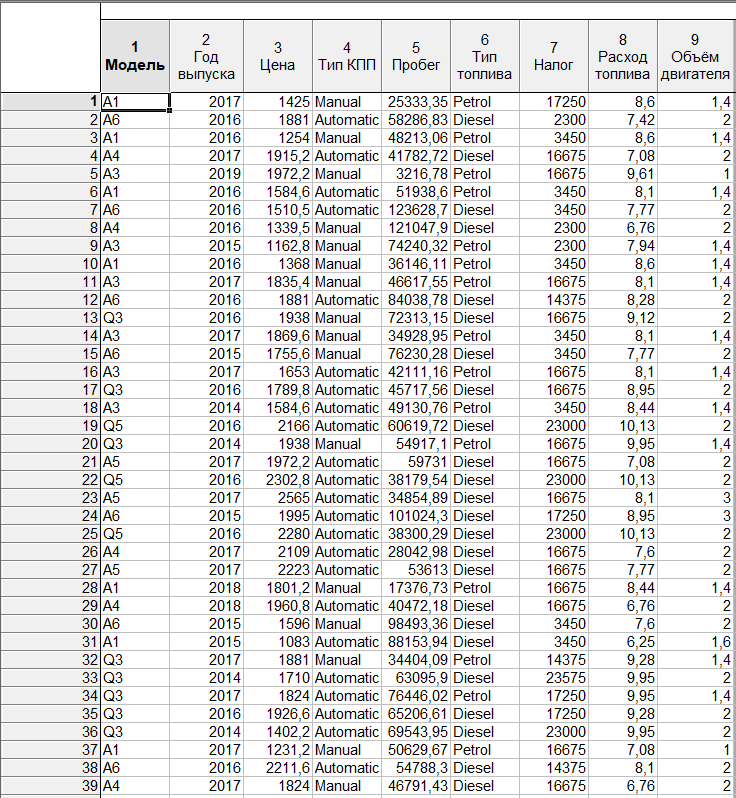 1 Модель 2 Год выпуска 3 Цена 4 Тип КПП 5 Пробег 6 Тип топлива 7 Налог 8 Расход топлива 9 Объём двигателя
1 A1 2017 1425 Manual 25333,35 Petrol 17250 8,6 1,4
2 A6 2016 1881 Automatic 58286,83 Diesel 2300 7,42 2
3 A1 2016 1254 Manual 48213,06 Petrol 3450 8,6 1,4
4 A4 2017 1915,2 Automatic 41782,72 Diesel 16675 7,08 2
5 A3 2019 1972,2 Manual 3216,78 Petrol 16675 9,61 1
6 A1 2016 1584,6 Automatic 51938,6 Petrol 3450 8,1 1,4
7 A6 2016 1510,5 Automatic 123628,7 Diesel 3450 7,77 2
8 A4 2016 1339,5 Manual 121047,9 Diesel 2300 6,76 2
9 A3 2015 1162,8 Manual 74240,32 Petrol 2300 7,94 1,4
10 A1 2016 1368 Manual 36146,11 Petrol 3450 8,6 1,4
11 A3 2017 1835,4 Manual 46617,55 Petrol 16675 8,1 1,4
12 A6 2016 1881 Automatic 84038,78 Diesel 14375 8,28 2
13 Q3 2016 1938 Manual 72313,15 Diesel 16675 9,12 2
14 A3 2017 1869,6 Manual 34928,95 Petrol 3450 8,1 1,4
15 A6 2015 1755,6 Manual 76230,28 Diesel 3450 7,77 2
16 A3 2017 1653 Automatic 42111,16 Petrol 16675 8,1 1,4
17 Q3 2016 1789,8 Automatic 45717,56 Diesel 16675 8,95 2
18 A3 2014 1584,6 Automatic 49130,76 Petrol 3450 8,44 1,4
19 Q5 2016 2166 Automatic 60619,72 Diesel 23000 10,13 2
20 Q3 2014 1938 Manual 54917,1 Petrol 16675 9,95 1,4
21 A5 2017 1972,2 Automatic 59731 Diesel 16675 7,08 2
22 Q5 2016 2302,8 Automatic 38179,54 Diesel 23000 10,13 2
23 A5 2017 2565 Automatic 34854,89 Diesel 16675 8,1 3
24 A6 2015 1995 Automatic 101024,3 Diesel 17250 8,95 3
25 Q5 2016 2280 Automatic 38300,29 Diesel 23000 10,13 2
26 A4 2017 2109 Automatic 28042,98 Diesel 16675 7,6 2
27 A5 2017 2223 Automatic 53613 Diesel 16675 7,77 2
28 A1 2018 1801,2 Manual 17376,73 Petrol 16675 8,44 1,4
29 A4 2018 1960,8 Automatic 40472,18 Diesel 16675 6,76 2
30 A6 2015 1596 Manual 98493,36 Diesel 3450 7,6 2
31 A1 2015 1083 Automatic 88153,94 Diesel 3450 6,25 1,6
32 Q3 2017 1881 Manual 34404,09 Petrol 14375 9,28 1,4
33 Q3 2014 1710 Automatic 63095,9 Diesel 23575 9,95 2
34 Q3 2017 1824 Automatic 76446,02 Petrol 17250 9,95 1,4
35 Q3 2016 1926,6 Automatic 65206,61 Diesel 17250 9,28 2
36 Q3 2014 1402,2 Automatic 69543,95 Diesel 23000 9,95 2
37 A1 2017 1231,2 Manual 50629,67 Petrol 16675 7,08 1
38 A6 2016 2211,6 Automatic 54788,3 Diesel 14375 8,1 2
39 A4 2017 1824 Manual 46791,43 Diesel 16675 6,76 2